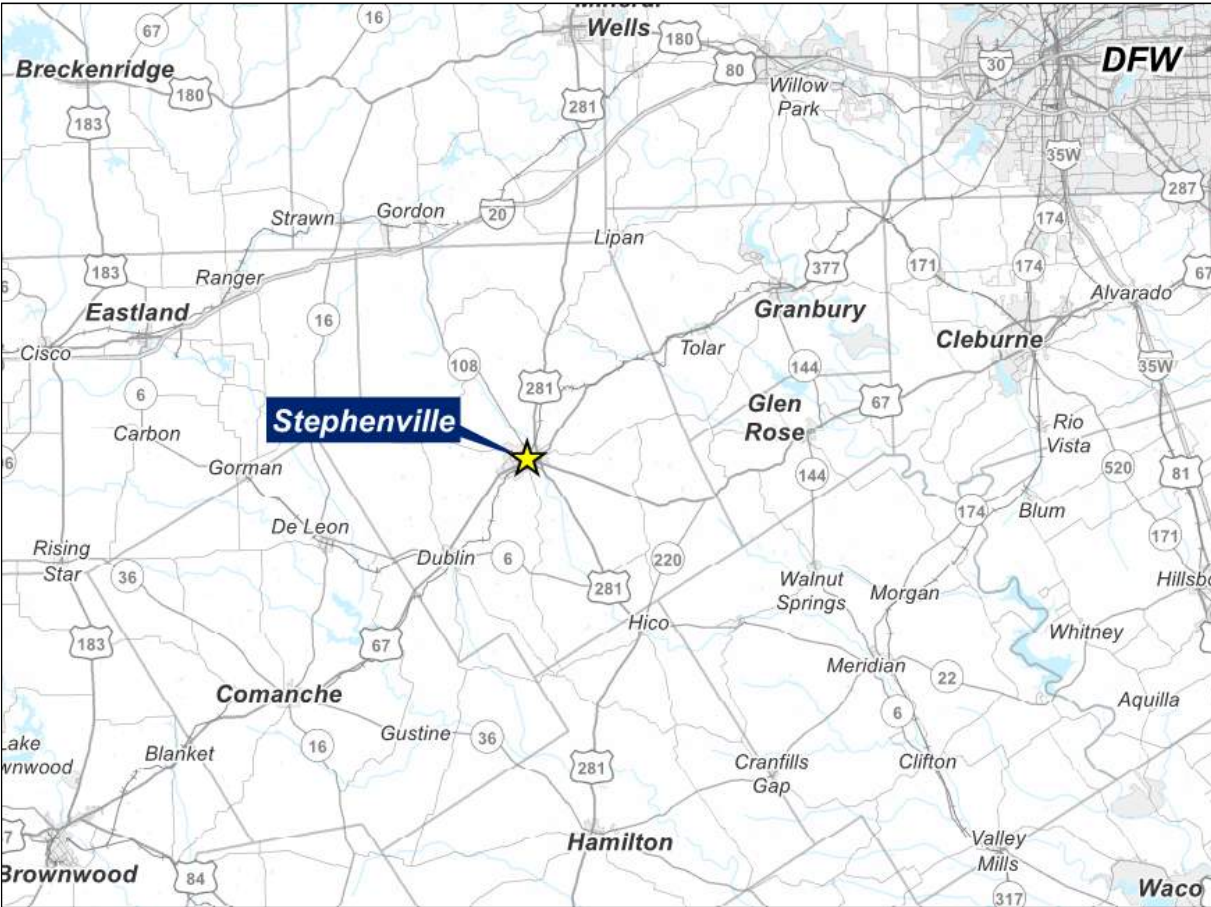 16
67
Mineral
Wells
180
DFW
Breckenridge
30
80
180
Willow
Park
281
183
35W
287
Strawn
Gordon
20
174
Lipan
183
Ranger
377
171
174
67
6
Alvarado
Eastland
Granbury
16
Cleburne
Tolar
Cisco
108
144
35W
281
6
67
Glen
Rose
Stephenville
Carbon
Rio
Vista
Gorman
520
144
81
174
Blum
De Leon
Rising
Star
Dublin
6
220
171
36
281
Walnut
Springs
Morgan
Hico
Whitney
183
67
Meridian
22
Comanche
Aquilla
6
Gustine
36
16
Blanket
Lake
281
Cranfills
Gap
Clifton
Hamilton
Valley
Mills
Brownwood
84
Waco
317